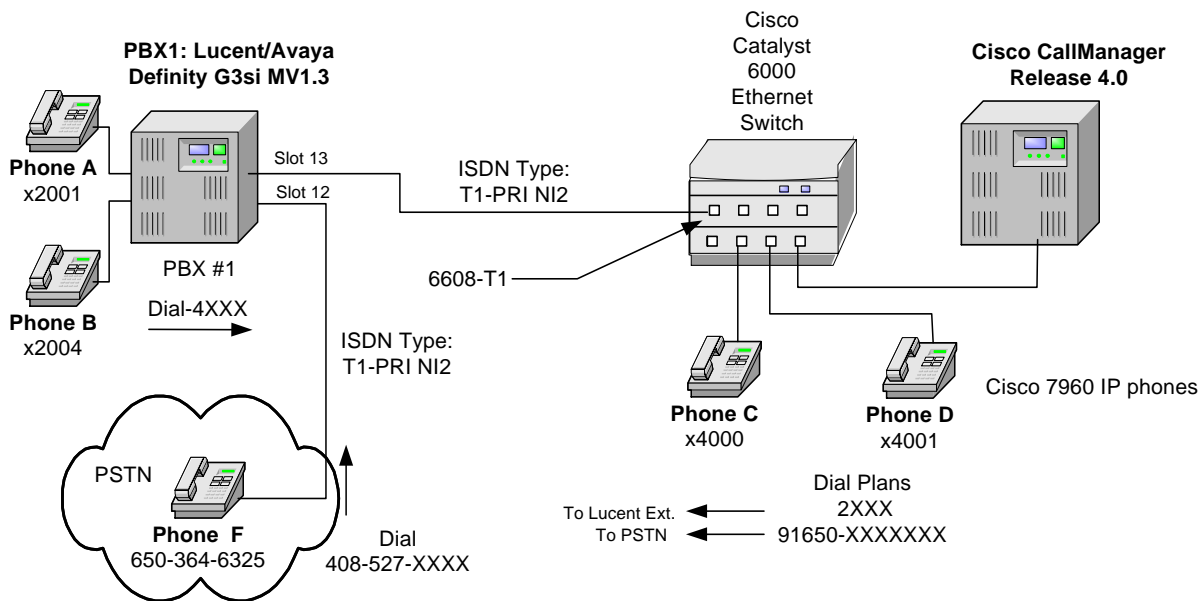 PBX1: Lucent/Avaya
Definity G3si MV1.3
Cisco
Catalyst
6000
Ethernet
Switch
Cisco CallManager
Release 4.0
Phone A
x2001
Slot 13
Slot 12
ISDN Type:
T1-PRI NI2
PBX #1
6608-T1
Phone B
x2004
Dial-4XXX
ISDN Type:
T1-PRI NI2
Phone C
x4000
Phone D
x4001
Cisco 7960 IP phones
PSTN
Phone F
650-364-6325
Dial
408-527-XXXX
Dial Plans
To Lucent Ext.
2XXX
To PSTN
91650-XXXXXXX